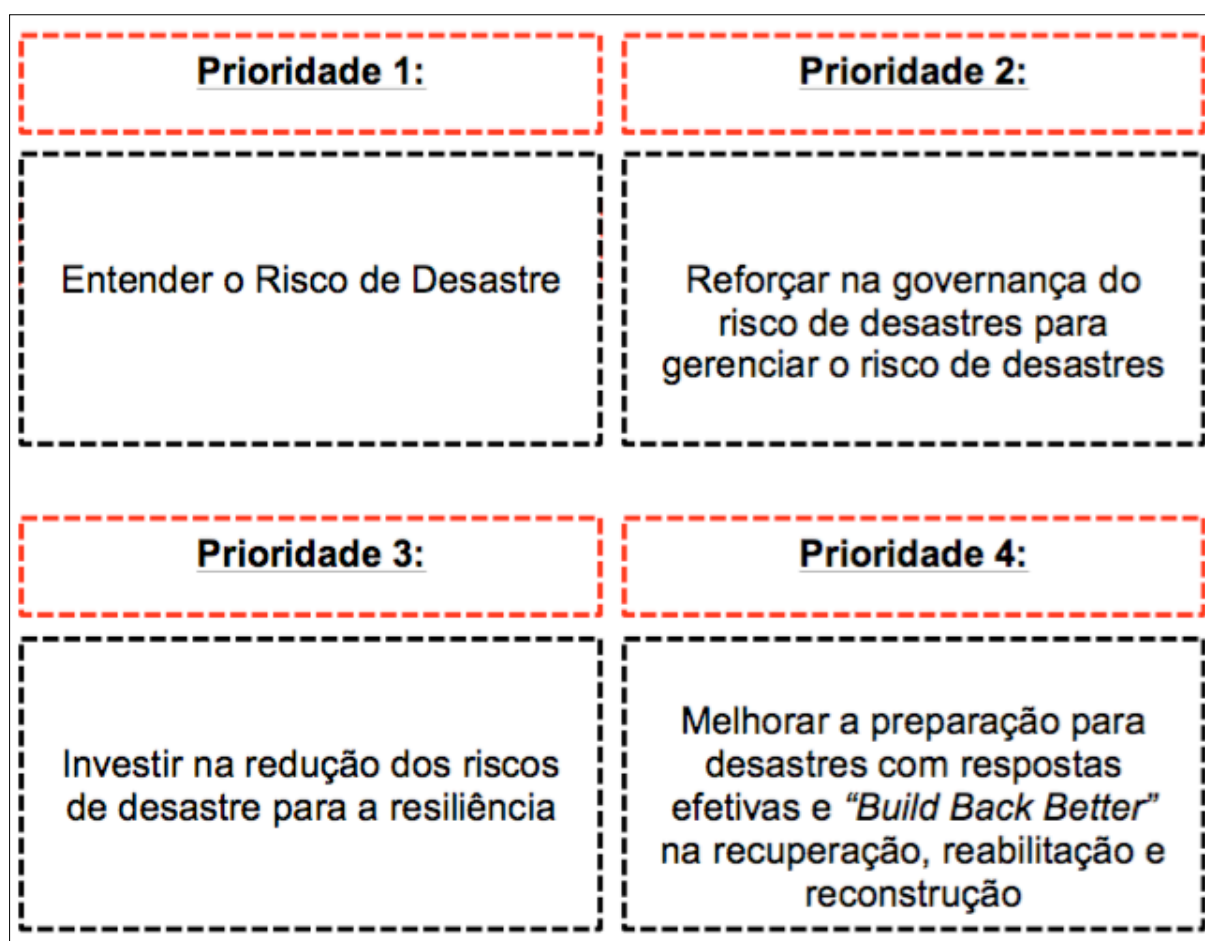 Prioridade 1:
Entender o Risco de Desastre
Prioridade 2:
Reforçar na governança do
risco de desastres para
gerenciar o risco de desastres
Prioridade 3:
Investir na redução dos riscos
de desastre para a resiliência
Prioridade 4:
Melhorar a preparação para
desastres com respostas
efetivas e “Build Back Better”
na recuperação, reabilitação e
reconstrução